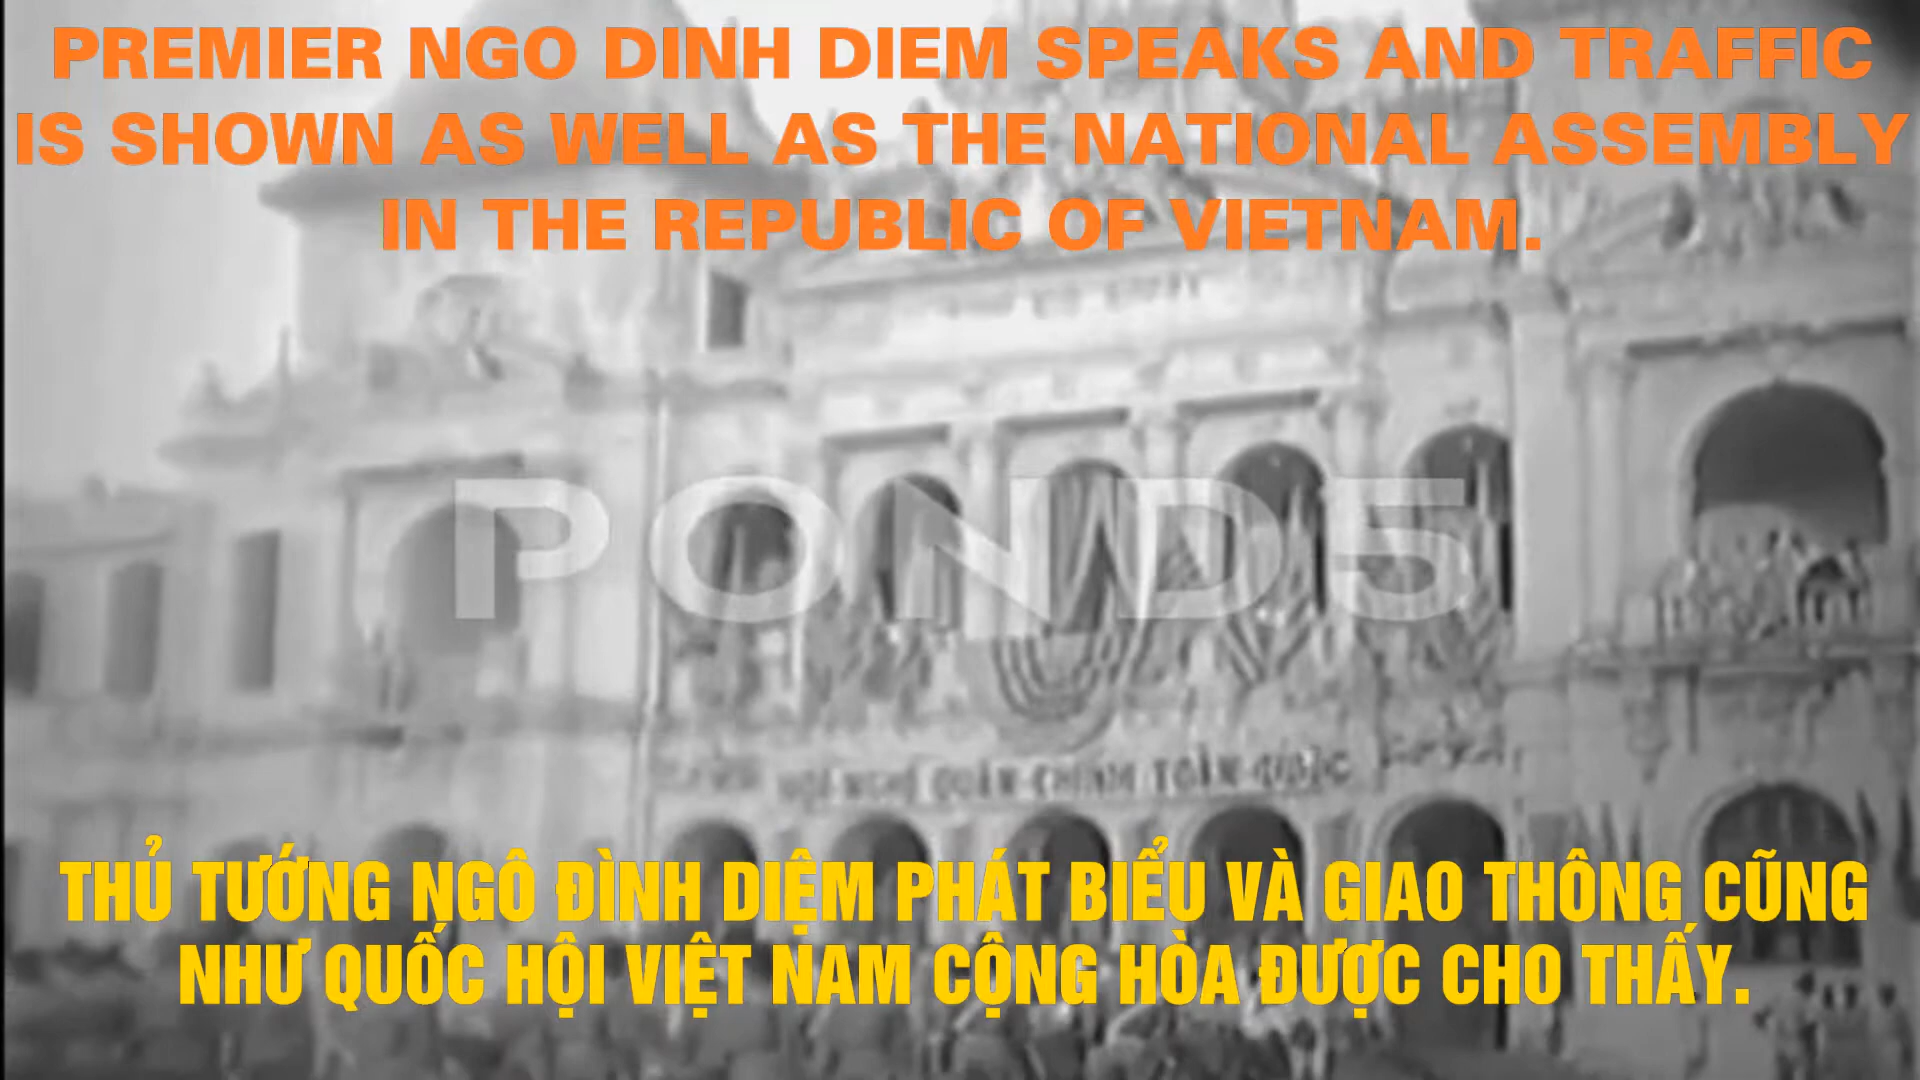 PREMIER NGO DINH DIEM SPEAKS AND TRAFFIC
IS SHOWN AS WELL AS THE NATIONAL ASSEMBLY
IN THE REPUBLIC OF VIETNAM.
POND5
HỘI-NGHỊ QUÂN-CHÍNH TOÀN-QUỐC
THỦ TƯỚNG NGÔ ĐÌNH DIỆM PHÁT BIỂU VÀ GIAO THÔNG CŨNG
NHƯ QUỐC HỘI VIỆT NAM CỘNG HÒA ĐƯỢC CHO THẤY.